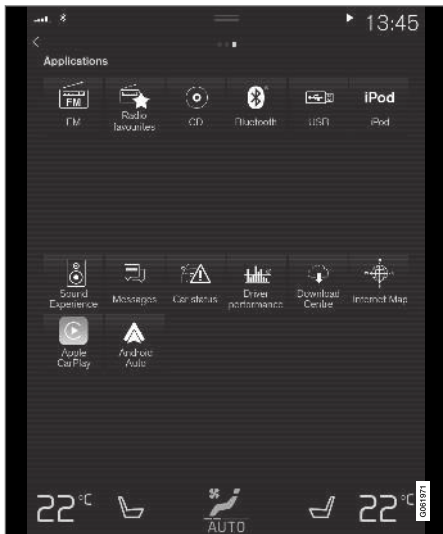 13:45
Applications
FM
FM Radio favourites CD Bluetooth USB iPod
iPod
Sound Experience Messages Car status Driver performance Download Centre Internet Map
Apple CarPlay Android Auto
22°C AUTO 22°C
G061971